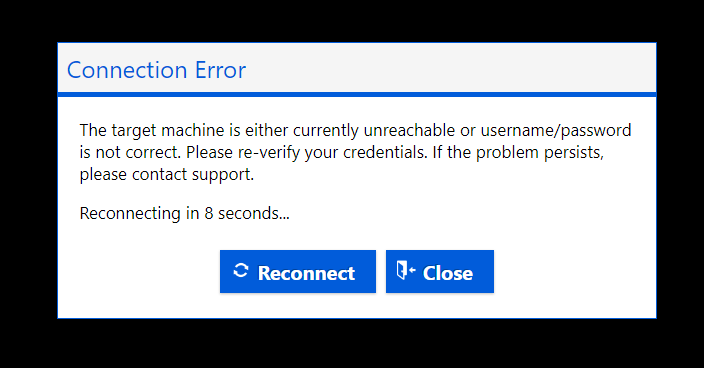 Connection Error
The target machine is either currently unreachable or username/password
is not correct. Please re-verify your credentials. If the problem persists,
please contact support.
Reconnecting in 8 seconds...
Reconnect
Close